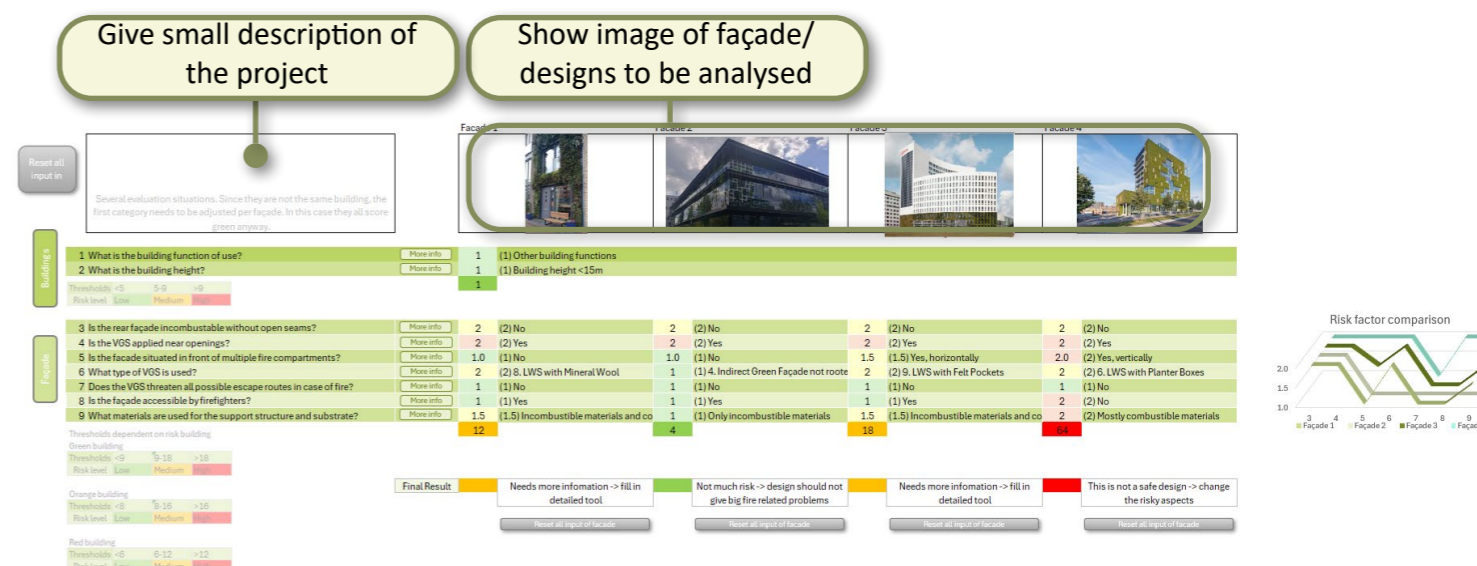 Give small description of
the project
Show image of façade/
designs to be analysed
Facade 1
Facade 2
Facade 3
Facade 4
Reset all
input in
Several evaluation situations. Since they are not the same building, the
first category needs to be adjusted per façade. In this case they all score
green anyway.
Buildings
1 What is the building function of use? More info 1 (1) Other building functions
2 What is the building height? More info 1 (1) Building height <15m
Thresholds <5 5-9 >9 1
Risk level Low Medium High
Façade
3 Is the rear façade incombustable without open seams? More info 2 (2) No 2 (2) No 2 (2) No 2 (2) No
4 Is the VGS applied near openings? More info 2 (2) Yes 2 (2) Yes 2 (2) Yes 2 (2) Yes
5 Is the facade situated in front of multiple fire compartments? More info 1.0 (1) No 1.0 (1) No 1.5 (1.5) Yes, horizontally 2.0 (2) Yes, vertically
6 What type of VGS is used? More info 2 (2) 8. LWS with Mineral Wool 1 (1) 4. Indirect Green Façade not roote 2 (2) 9. LWS with Felt Pockets 2 (2) 6. LWS with Planter Boxes
7 Does the VGS threaten all possible escape routes in case of fire? More info 1 (1) No 1 (1) No 1 (1) No 1 (1) No
8 Is the façade accessible by firefighters? More info 1 (1) Yes 1 (1) Yes 1 (1) Yes 2 (2) No
9 What materials are used for the support structure and substrate? More info 1.5 (1.5) Incombustible materials and co 1 (1) Only incombustible materials 1.5 (1.5) Incombustible materials and co 2 (2) Mostly combustible materials
12 4 18 64
Thresholds dependent on risk building
Green building
Thresholds <9 9-18 >18
Risk level Low Medium High
Orange building
Thresholds <8 8-16 >16
Risk level Low Medium High
Red building
Thresholds <6 6-12 >12
Risk level Low Medium High
Final Result
Needs more infomation -> fill in
detailed tool
Not much risk -> design should not
give big fire related problems
Needs more infomation -> fill in
detailed tool
This is not a safe design -> change
the risky aspects
Reset all input of facade
Reset all input of facade
Reset all input of facade
Reset all input of facade
Risk factor comparison
2.0
1.5
1.0
3 4 5 6 7 8 9
Façade 1 Façade 2 Façade 3 Faça